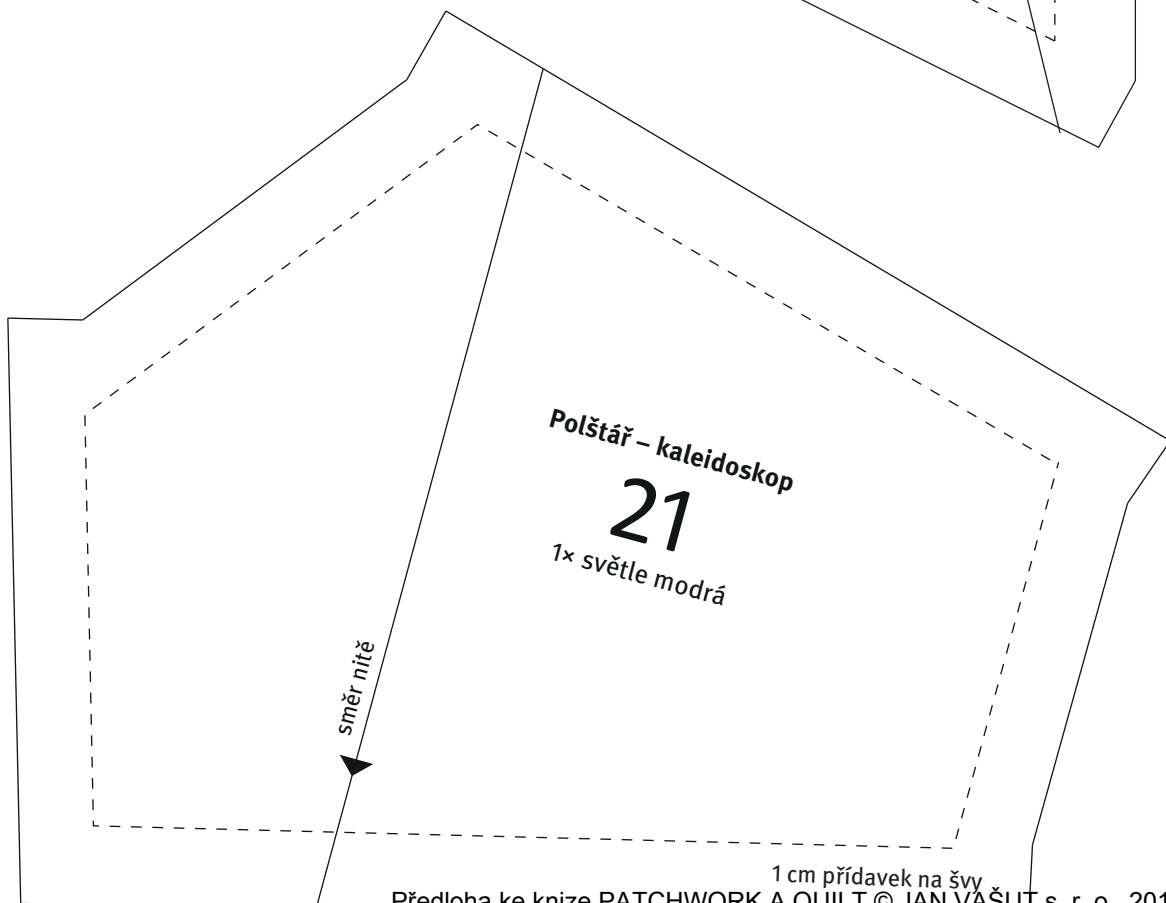 Polštář – kaleidoskop
21
1× světle modrá
směr nitě
1 cm přídavek na švy
Předloha ke knize PATCHWORK A QUILT © JAN VAŠUT s. r. o., 201